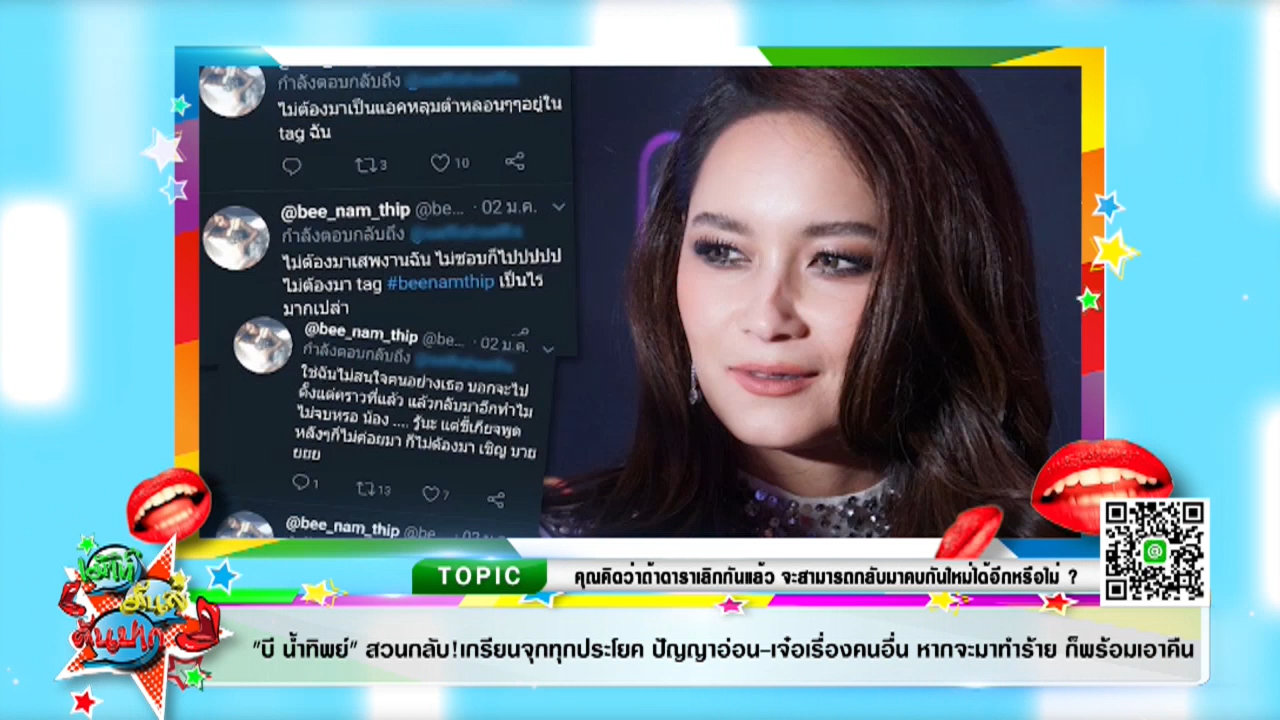 กำลังตอบกลับถึง
ไม่ต้องมาเป็นแอคหลุมตำหลอนๆๆอยู่ใน
tag ฉัน
3
10
@bee_nam_thip @be... · 02 ม.ค.
กำลังตอบกลับถึง
ไม่ต้องมาเสพงานฉัน ไม่ชอบก็ไปปปปป
ไม่ต้องมา tag #beenamthip เป็นไร
มากเปล่า
@bee_nam_thip @be... · 02 ม.ค.
กำลังตอบกลับถึง
ใช่ฉันไม่สนใจคนอย่างเธอ บอกจะไป
ตั้งแต่คราวที่แล้ว แล้วกลับมาอีกทำไม
ไม่จบหรอ น้อง .... รู้นะ แต่ขี้เกียจพูด
หลังๆก็ไม่ค่อยมา ก็ไม่ต้องมา เชิญ บาย
ยยย
1
13
7
@bee_nam_thip @be...
TOPIC คุณคิดว่าถ้าดาราเลิกกันแล้ว จะสามารถกลับมาคบกันใหม่ได้อีกหรือไม่ ?
"บี น้ำทิพย์" สวนกลับ!เกรียนจุกทุกประโยค ปัญญาอ่อน-เจ๋อเรื่องคนอื่น หากจะมาทำร้าย ก็พร้อมเอาคืน